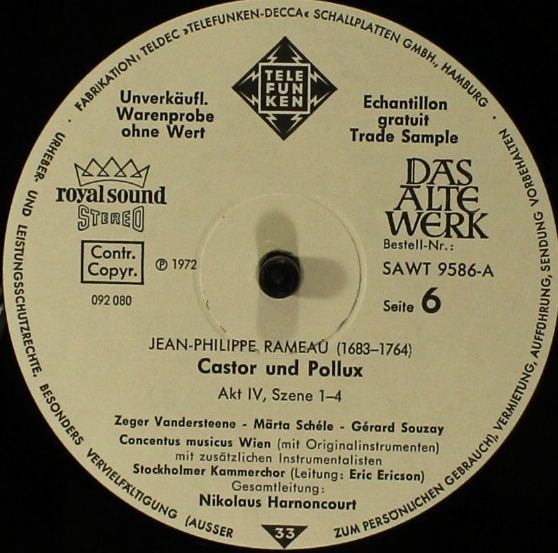 FABRIKATION: TELDEC »TELEFUNKEN-DECCA« SCHALLPLATTEN GMBH., HAMBURG ·
URHEBER- UND LEISTUNGSSCHUTZRECHTE. BESONDERS VERVIELFÄLTIGUNG (AUSSER ZUM PERSÖNLICHEN GEBRAUCH), VERMIETUNG, AUFFÜHRUNG, SENDUNG VORBEHALTEN ·
TELE
FUN
KEN
Unverkäufl.
Warenprobe
ohne Wert
Echantillon
gratuit
Trade Sample
royal sound
STEREO
DAS
ALTE
WERK
Contr.
Copyr.
℗ 1972
092 080
Bestell-Nr.:
SAWT 9586-A
Seite 6
JEAN-PHILIPPE RAMEAU (1683–1764)
Castor und Pollux
Akt IV, Szene 1–4
Zeger Vandersteene - Märta Schéle - Gérard Souzay
Concentus musicus Wien (mit Originalinstrumenten)
mit zusätzlichen Instrumentalisten
Stockholmer Kammerchor (Leitung: Eric Ericson)
Gesamtleitung:
Nikolaus Harnoncourt
33